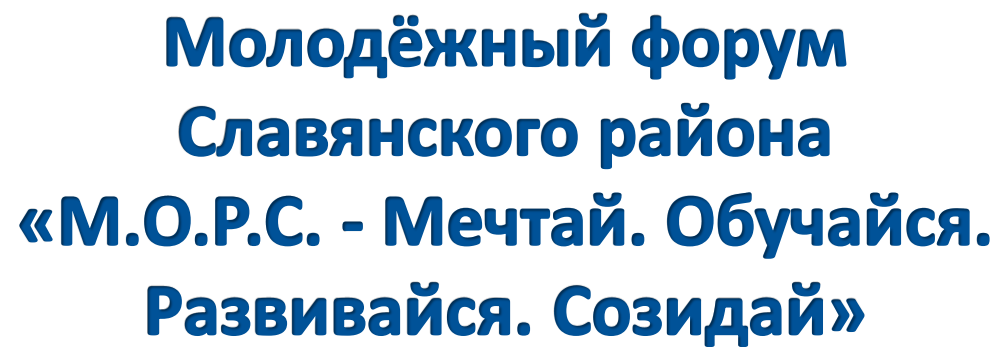 Молодёжный форум
Славянского района
«М.О.Р.С. - Мечтай. Обучайся.
Развивайся. Созидай»